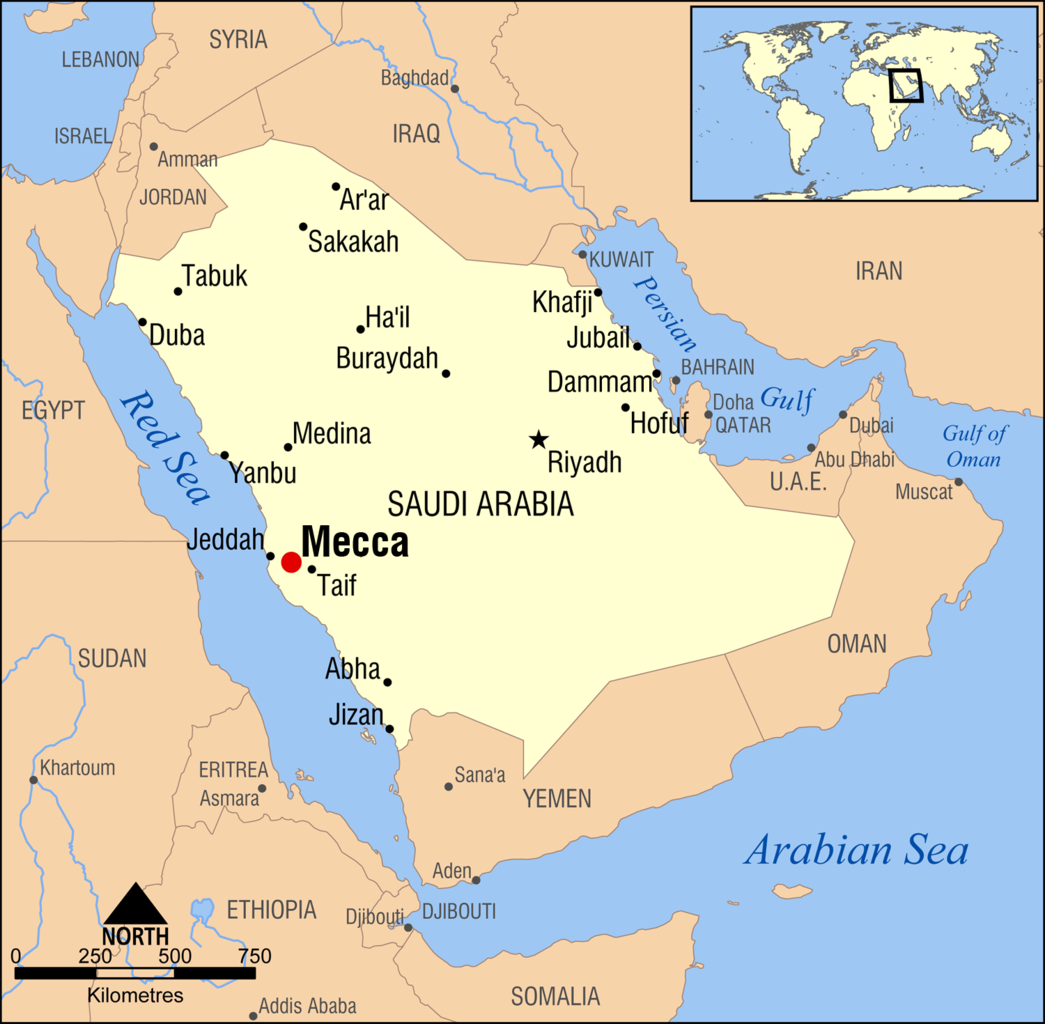 SYRIA
LEBANON
Baghdad
ISRAEL
IRAQ
Amman
JORDAN
Ar'ar
Sakakah
KUWAIT
IRAN
Tabuk
Khafji
Persian
Gulf
Ha'il
Duba
Jubail
Buraydah
BAHRAIN
Dammam
EGYPT
Red Sea
Doha
QATAR
Hofuf
Dubai
Gulf of
Oman
Medina
Abu Dhabi
Yanbu
Riyadh
U.A.E.
Muscat
SAUDI ARABIA
Jeddah
Mecca
Taif
SUDAN
OMAN
Abha
Jizan
Khartoum
ERITREA
Asmara
Sana'a
YEMEN
Arabian Sea
Aden
ETHIOPIA
Djibouti
DJIBOUTI
NORTH
0 250 500 750
Kilometres
SOMALIA
Addis Ababa